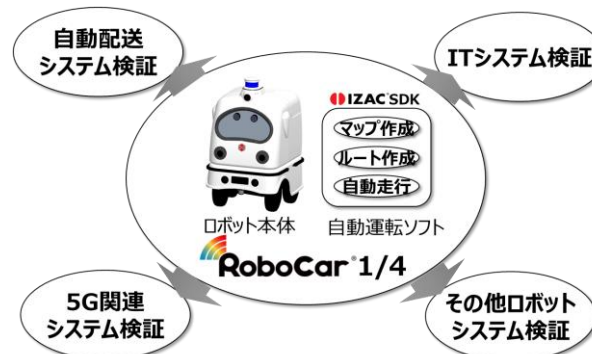 自動配送
システム検証
ITシステム検証
IZAC SDK
マップ作成
ルート作成
自動走行
ロボット本体
自動運転ソフト
RoboCar® 1/4
5G関連
システム検証
その他ロボット
システム検証